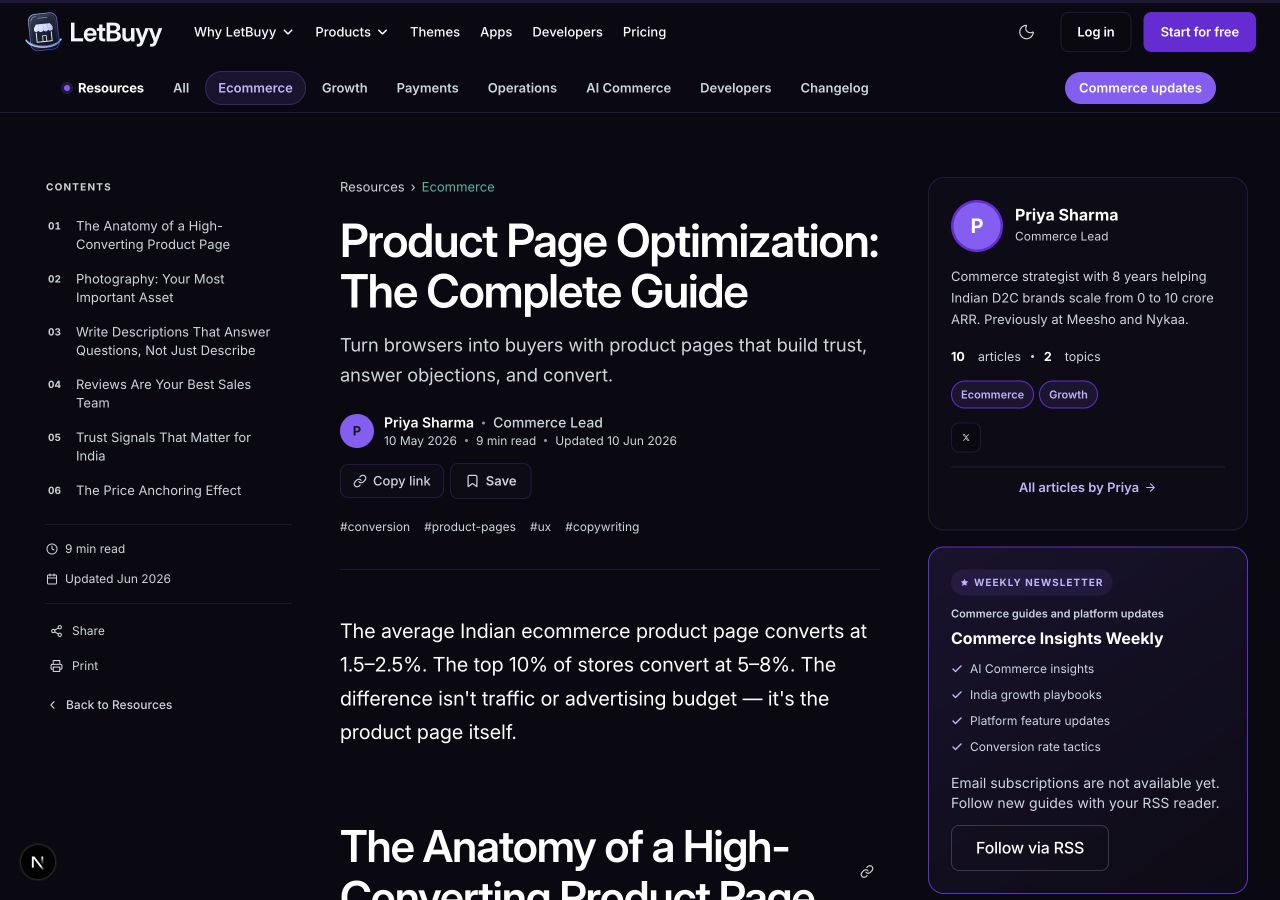 LetBuyy
Why LetBuyy
Products
Themes
Apps
Developers
Pricing
Log in
Start for free
Resources
All
Ecommerce
Growth
Payments
Operations
AI Commerce
Developers
Changelog
Commerce updates
CONTENTS
01 The Anatomy of a High-
Converting Product Page
02 Photography: Your Most
Important Asset
03 Write Descriptions That Answer
Questions, Not Just Describe
04 Reviews Are Your Best Sales
Team
05 Trust Signals That Matter for
India
06 The Price Anchoring Effect
9 min read
Updated Jun 2026
Share
Print
Back to Resources
N
Resources › Ecommerce
Product Page Optimization:
The Complete Guide
Turn browsers into buyers with product pages that build trust,
answer objections, and convert.
P
Priya Sharma • Commerce Lead
10 May 2026 • 9 min read • Updated 10 Jun 2026
Copy link
Save
#conversion #product-pages #ux #copywriting
The average Indian ecommerce product page converts at
1.5–2.5%. The top 10% of stores convert at 5–8%. The
difference isn't traffic or advertising budget — it's the
product page itself.
The Anatomy of a High-
Converting Product Page
P
Priya Sharma
Commerce Lead
Commerce strategist with 8 years helping
Indian D2C brands scale from 0 to 10 crore
ARR. Previously at Meesho and Nykaa.
10 articles • 2 topics
Ecommerce
Growth
𝕏
All articles by Priya →
★ WEEKLY NEWSLETTER
Commerce guides and platform updates
Commerce Insights Weekly
AI Commerce insights
India growth playbooks
Platform feature updates
Conversion rate tactics
Email subscriptions are not available yet.
Follow new guides with your RSS reader.
Follow via RSS